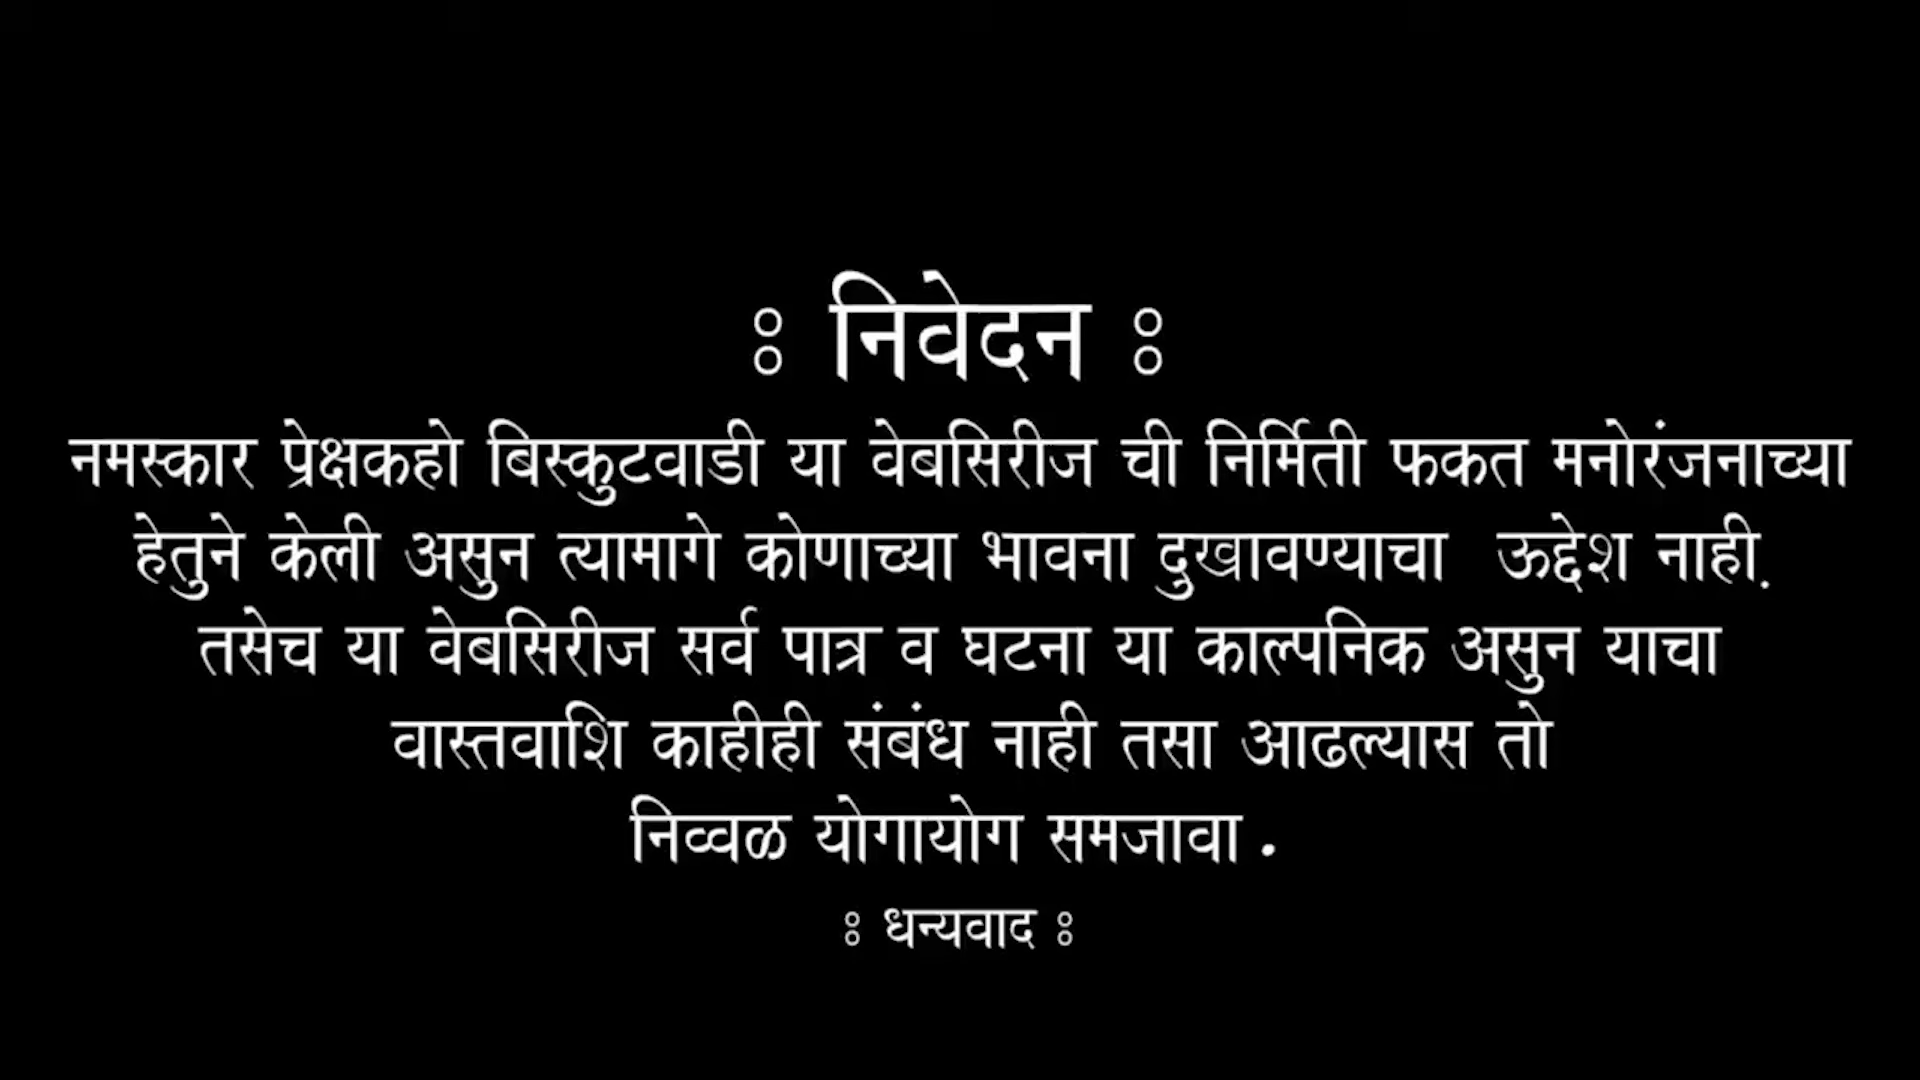 : निवेदन :
नमस्कार प्रेक्षकहो बिस्कुटवाडी या वेबसिरीज ची निर्मिती फकत मनोरंजनाच्या
हेतुने केली असुन त्यामागे कोणाच्या भावना दुखावण्याचा ऊद्देश नाही.
तसेच या वेबसिरीज सर्व पात्र व घटना या काल्पनिक असुन याचा
वास्तवाशि काहीही संबंध नाही तसा आढल्यास तो
निव्वळ योगायोग समजावा .
: धन्यवाद :